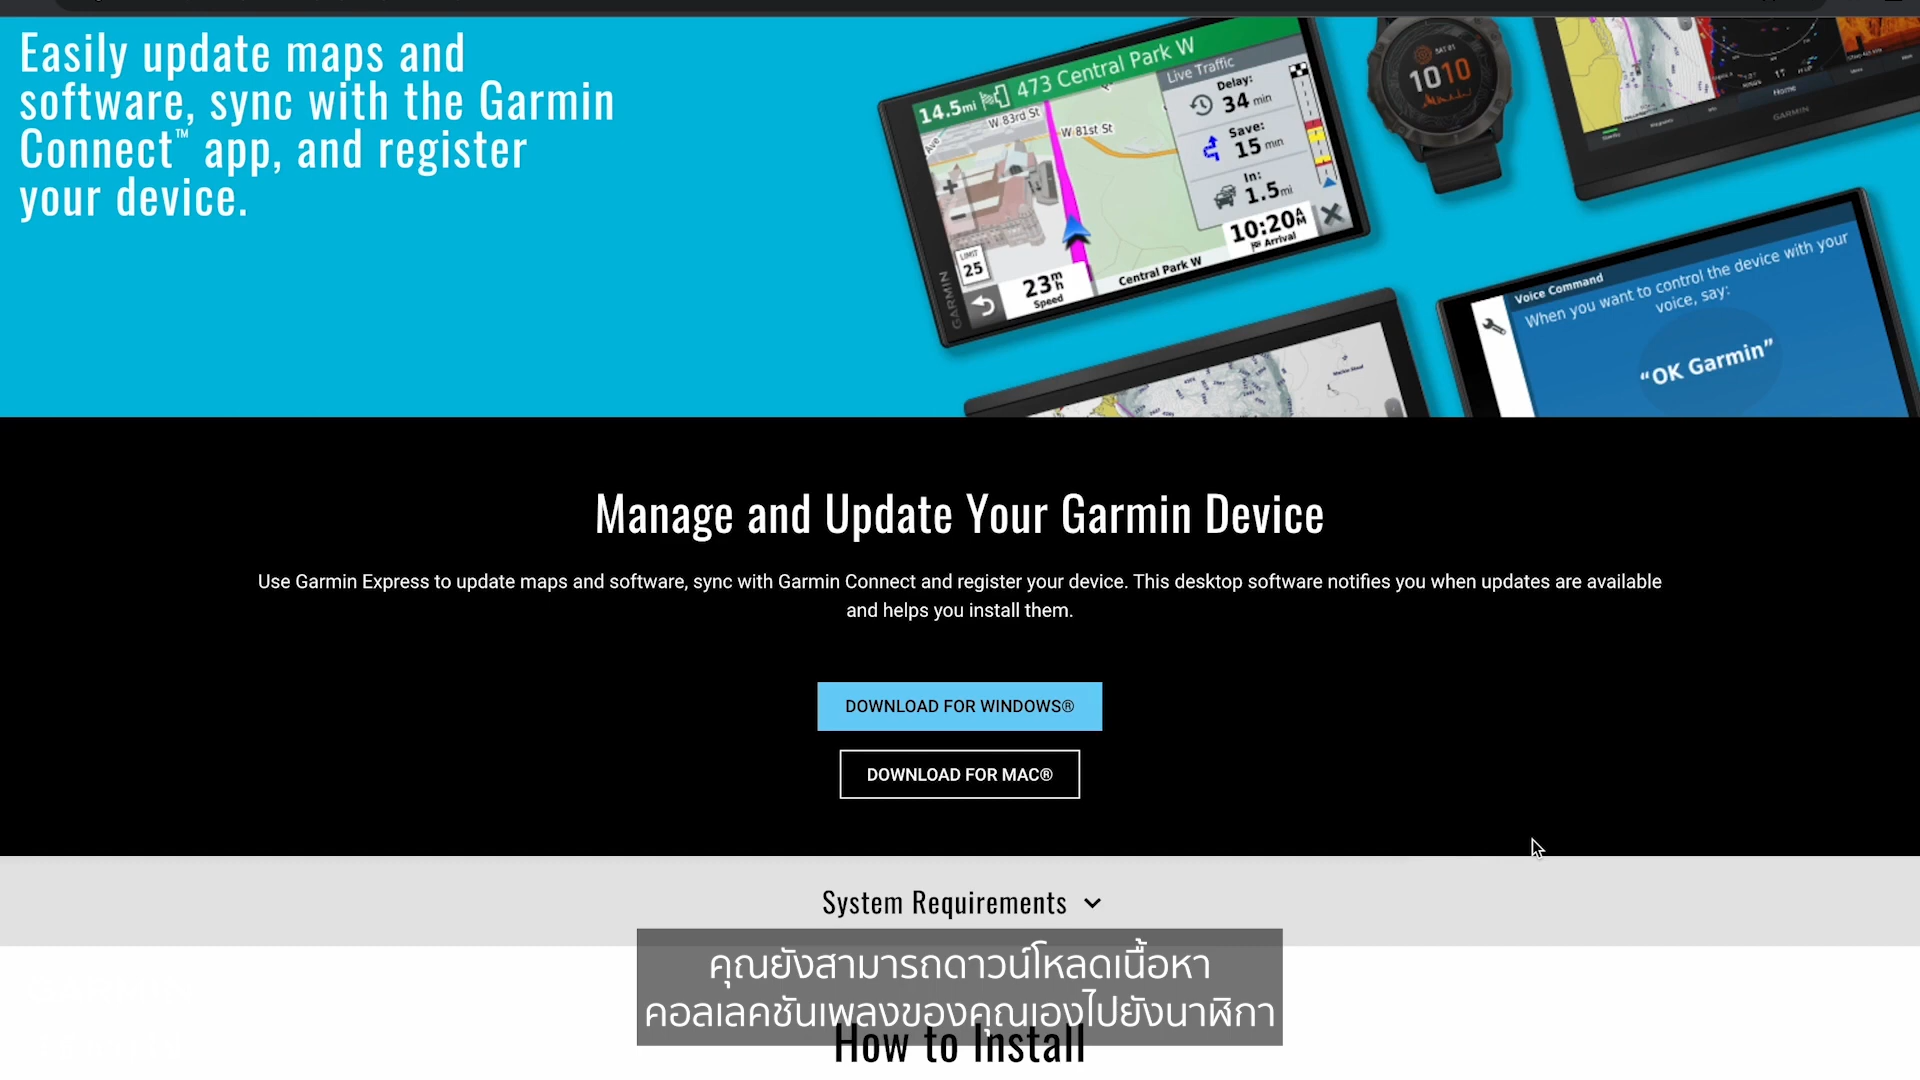 Easily update maps and
software, sync with the Garmin
Connect™ app, and register
your device.
14.5mi 473 Central Park W
Live Traffic
Delay:
34 min
Save:
15 min
In:
1.5mi
W 83rd St
W 81st St
Ave
LIMIT
25
23
Speed
Central Park W
10:20AM
Arrival
GARMIN
1010
Home
GARMIN
Voice Command
When you want to control the device with your
voice, say:
“OK Garmin”
Manage and Update Your Garmin Device
Use Garmin Express to update maps and software, sync with Garmin Connect and register your device. This desktop software notifies you when updates are available
and helps you install them.
DOWNLOAD FOR WINDOWS®
DOWNLOAD FOR MAC®
System Requirements
คุณยังสามารถดาวน์โหลดเนื้อหา
คอลเลคชันเพลงของคุณเองไปยังนาฬิกา
How to Install